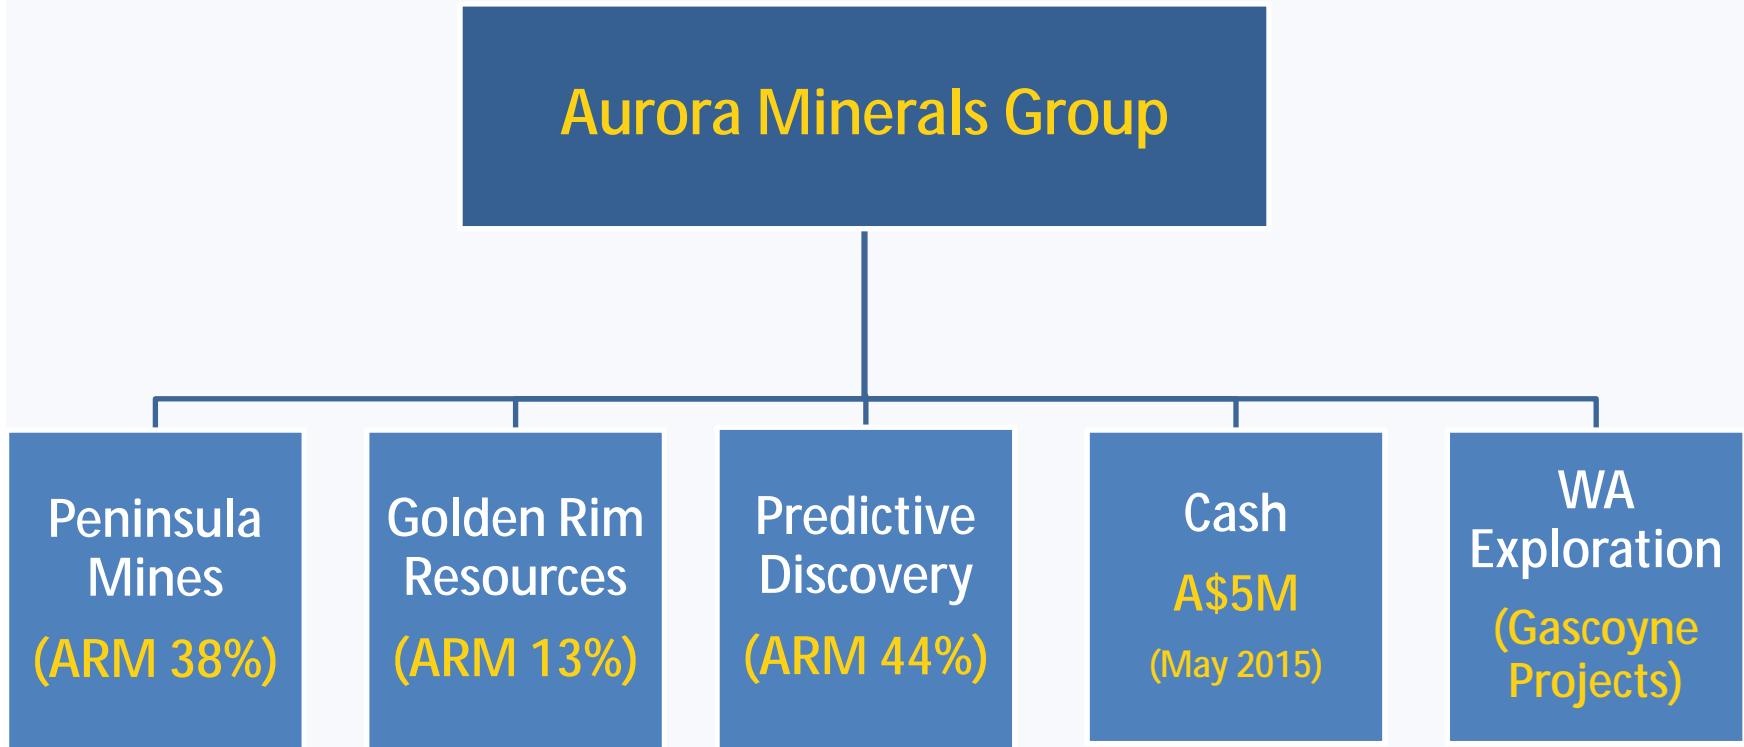 Aurora Minerals Group
Peninsula
Mines
(ARM 38%)
Golden Rim
Resources
(ARM 13%)
Predictive
Discovery
(ARM 44%)
Cash
A$5M
(May 2015)
WA
Exploration
(Gascoyne
Projects)